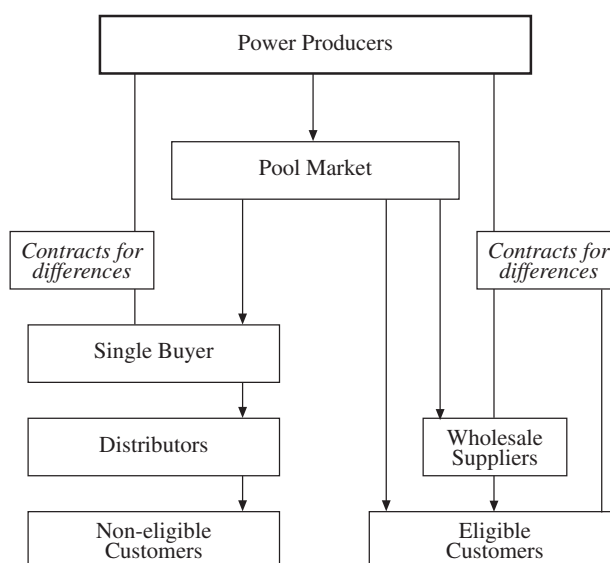 Power Producers
Pool Market
Contracts for
differences
Contracts for
differences
Single Buyer
Distributors
Wholesale
Suppliers
Non-eligible
Customers
Eligible
Customers